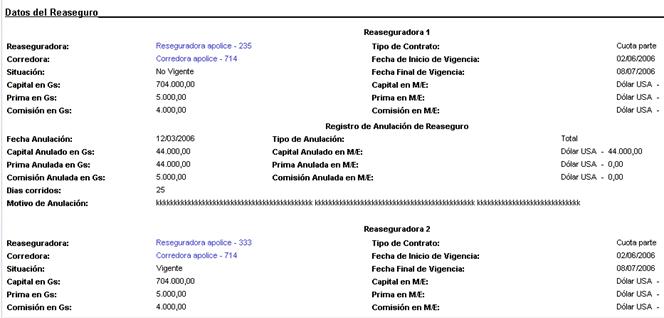 Datos del Reaseguro
Reaseguradora 1
Reaseguradora: Reseguradora apolice - 235 Tipo de Contrato: Cuota parte
Corredora: Corredora apolice - 714 Fecha de Inicio de Vigencia: 02/06/2006
Situación: No Vigente Fecha Final de Vigencia: 08/07/2006
Capital en Gs: 704.000,00 Capital en M/E: Dólar USA -
Prima en Gs: 5.000,00 Prima en M/E: Dólar USA -
Comisión en Gs: 4.000,00 Comisión en M/E: Dólar USA -
Registro de Anulación de Reaseguro
Fecha Anulación: 12/03/2006 Tipo de Anulación: Total
Capital Anulado en Gs: 44.000,00 Capital Anulado en M/E: Dólar USA - 44.000,00
Prima Anulada en Gs: 44.000,00 Prima Anulada en M/E: Dólar USA - 0,00
Comisión Anulada en Gs: 5.000,00 Comisión Anulada en M/E: Dólar USA - 0,00
Dias corridos: 25
Motivo de Anulación:
Reaseguradora 2
Reaseguradora: Reseguradora apolice - 333 Tipo de Contrato: Cuota parte
Corredora: Corredora apolice - 714 Fecha de Inicio de Vigencia: 02/06/2006
Situación: Vigente Fecha Final de Vigencia: 08/07/2006
Capital en Gs: 704.000,00 Capital en M/E: Dólar USA -
Prima en Gs: 5.000,00 Prima en M/E: Dólar USA -
Comisión en Gs: 4.000,00 Comisión en M/E: Dólar USA -